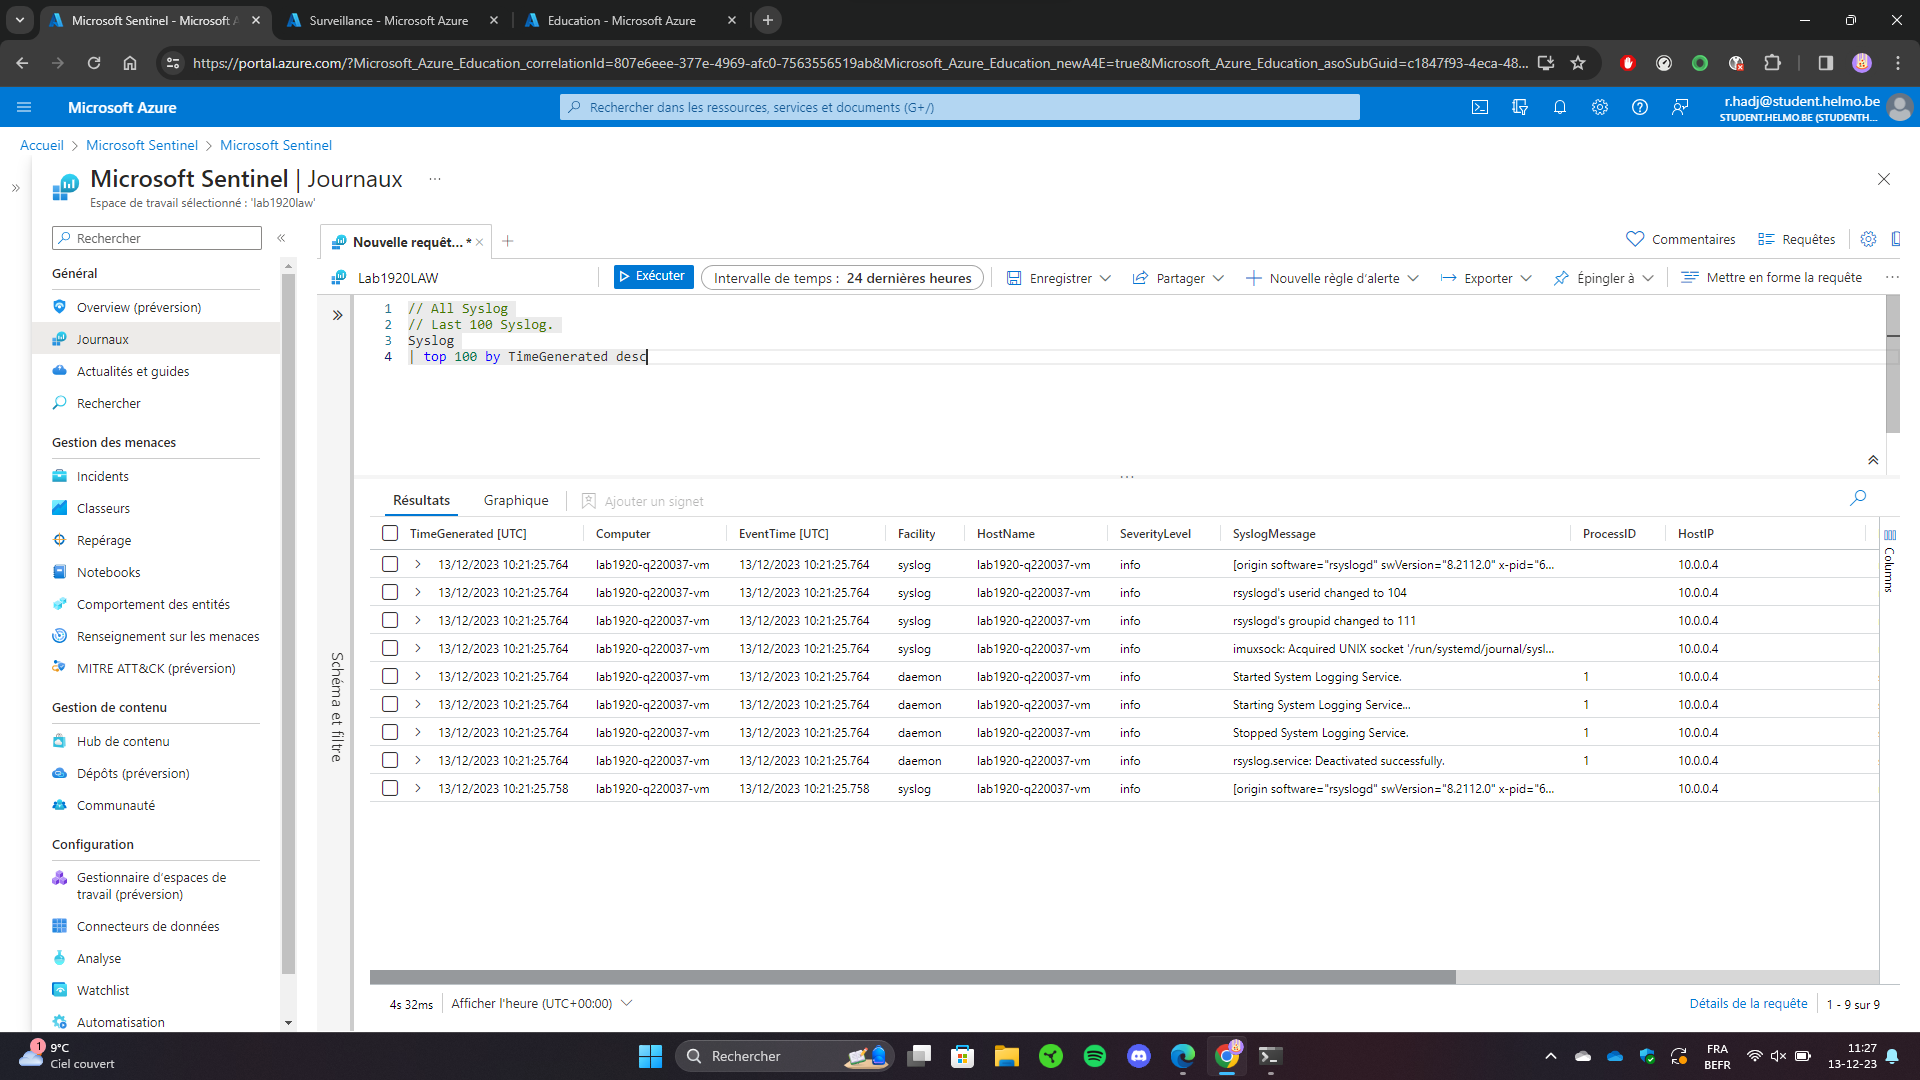 Microsoft Sentinel - Microsoft A
Surveillance - Microsoft Azure
Education - Microsoft Azure
https://portal.azure.com/?Microsoft_Azure_Education_correlationId=807e6eee-377e-4969-afc0-7563556519ab&Microsoft_Azure_Education_newA4E=true&Microsoft_Azure_Education_asoSubGuid=c1847f93-4eca-48...
Microsoft Azure
Rechercher dans les ressources, services et documents (G+/)
r.hadj@student.helmo.be
STUDENT.HELMO.BE (STUDENTH...
Accueil > Microsoft Sentinel > Microsoft Sentinel
Microsoft Sentinel | Journaux ...
Espace de travail sélectionné : 'lab1920law'
Rechercher
Général
Overview (préversion)
Journaux
Actualités et guides
Rechercher
Gestion des menaces
Incidents
Classeurs
Repérage
Notebooks
Comportement des entités
Renseignement sur les menaces
MITRE ATT&CK (préversion)
Gestion de contenu
Hub de contenu
Dépôts (préversion)
Communauté
Configuration
Gestionnaire d'espaces de
travail (préversion)
Connecteurs de données
Analyse
Watchlist
Automatisation
Nouvelle requêt... *
Commentaires
Requêtes
Lab1920LAW
Exécuter
Intervalle de temps : 24 dernières heures
Enregistrer
Partager
Nouvelle règle d'alerte
Exporter
Épingler à
Mettre en forme la requête
1 // All Syslog
2 // Last 100 Syslog.
3 Syslog
4 | top 100 by TimeGenerated desc
Schéma et filtre
Résultats
Graphique
Ajouter un signet
TimeGenerated [UTC] Computer EventTime [UTC] Facility HostName SeverityLevel SyslogMessage ProcessID HostIP
13/12/2023 10:21:25.764 lab1920-q220037-vm 13/12/2023 10:21:25.764 syslog lab1920-q220037-vm info [origin software="rsyslogd" swVersion="8.2112.0" x-pid="6... 10.0.0.4
13/12/2023 10:21:25.764 lab1920-q220037-vm 13/12/2023 10:21:25.764 syslog lab1920-q220037-vm info rsyslogd's userid changed to 104 10.0.0.4
13/12/2023 10:21:25.764 lab1920-q220037-vm 13/12/2023 10:21:25.764 syslog lab1920-q220037-vm info rsyslogd's groupid changed to 111 10.0.0.4
13/12/2023 10:21:25.764 lab1920-q220037-vm 13/12/2023 10:21:25.764 syslog lab1920-q220037-vm info imuxsock: Acquired UNIX socket '/run/systemd/journal/sysl... 10.0.0.4
13/12/2023 10:21:25.764 lab1920-q220037-vm 13/12/2023 10:21:25.764 daemon lab1920-q220037-vm info Started System Logging Service. 1 10.0.0.4
13/12/2023 10:21:25.764 lab1920-q220037-vm 13/12/2023 10:21:25.764 daemon lab1920-q220037-vm info Starting System Logging Service... 1 10.0.0.4
13/12/2023 10:21:25.764 lab1920-q220037-vm 13/12/2023 10:21:25.764 daemon lab1920-q220037-vm info Stopped System Logging Service. 1 10.0.0.4
13/12/2023 10:21:25.764 lab1920-q220037-vm 13/12/2023 10:21:25.764 daemon lab1920-q220037-vm info rsyslog.service: Deactivated successfully. 1 10.0.0.4
13/12/2023 10:21:25.758 lab1920-q220037-vm 13/12/2023 10:21:25.758 syslog lab1920-q220037-vm info [origin software="rsyslogd" swVersion="8.2112.0" x-pid="6... 10.0.0.4
Columns
4s 32ms
Afficher l'heure (UTC+00:00)
Détails de la requête
1 - 9 sur 9
1
9°C
Ciel couvert
Rechercher
FRA
BEFR
11:27
13-12-23